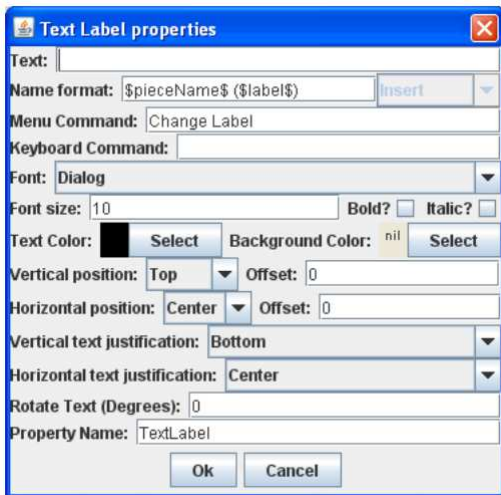 Text Label properties
Text:
Name format: $pieceName$ ($label$) Insert
Menu Command: Change Label
Keyboard Command:
Font: Dialog
Font size: 10 Bold? Italic?
Text Color: Select Background Color: nil Select
Vertical position: Top Offset: 0
Horizontal position: Center Offset: 0
Vertical text justification: Bottom
Horizontal text justification: Center
Rotate Text (Degrees): 0
Property Name: TextLabel
Ok Cancel